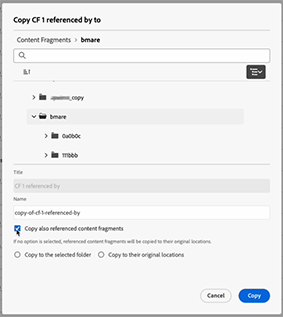 Copy CF 1 referenced by to
Content Fragments › bmare
_copy
bmare
0a0b0c
111bbb
Title
CF 1 referenced by
Name
copy-of-cf-1-referenced-by
Copy also referenced content fragments
If no option is selected, referenced content fragments will be copied to their original locations.
Copy to the selected folder Copy to their original locations
Cancel Copy